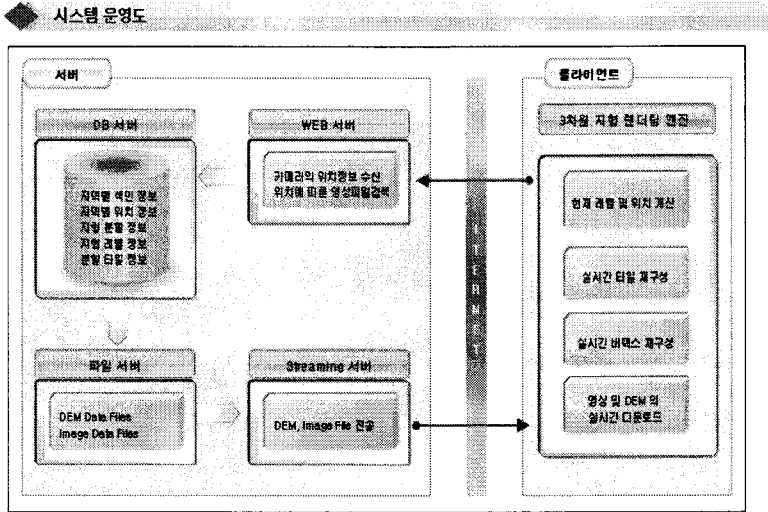 시스템 운영도
서버
클라이언트
DB 서버
WEB 서버
3차원 지형 렌더링 엔진
지역별 색인 정보
지역별 위치 정보
지형 분할 정보
지형 레벨 정보
분할 타일 정보
카메라의 위치정보 수신
위치에 따른 영상파일검색
INTERNET
현재 레벨 및 위치 계산
실시간 타일 재구성
실시간 버텍스 재구성
영상 및 DEM 의
실시간 다운로드
파일 서버
Streaming 서버
DEM Data Files
Image Data Files
DEM, Image File 전송